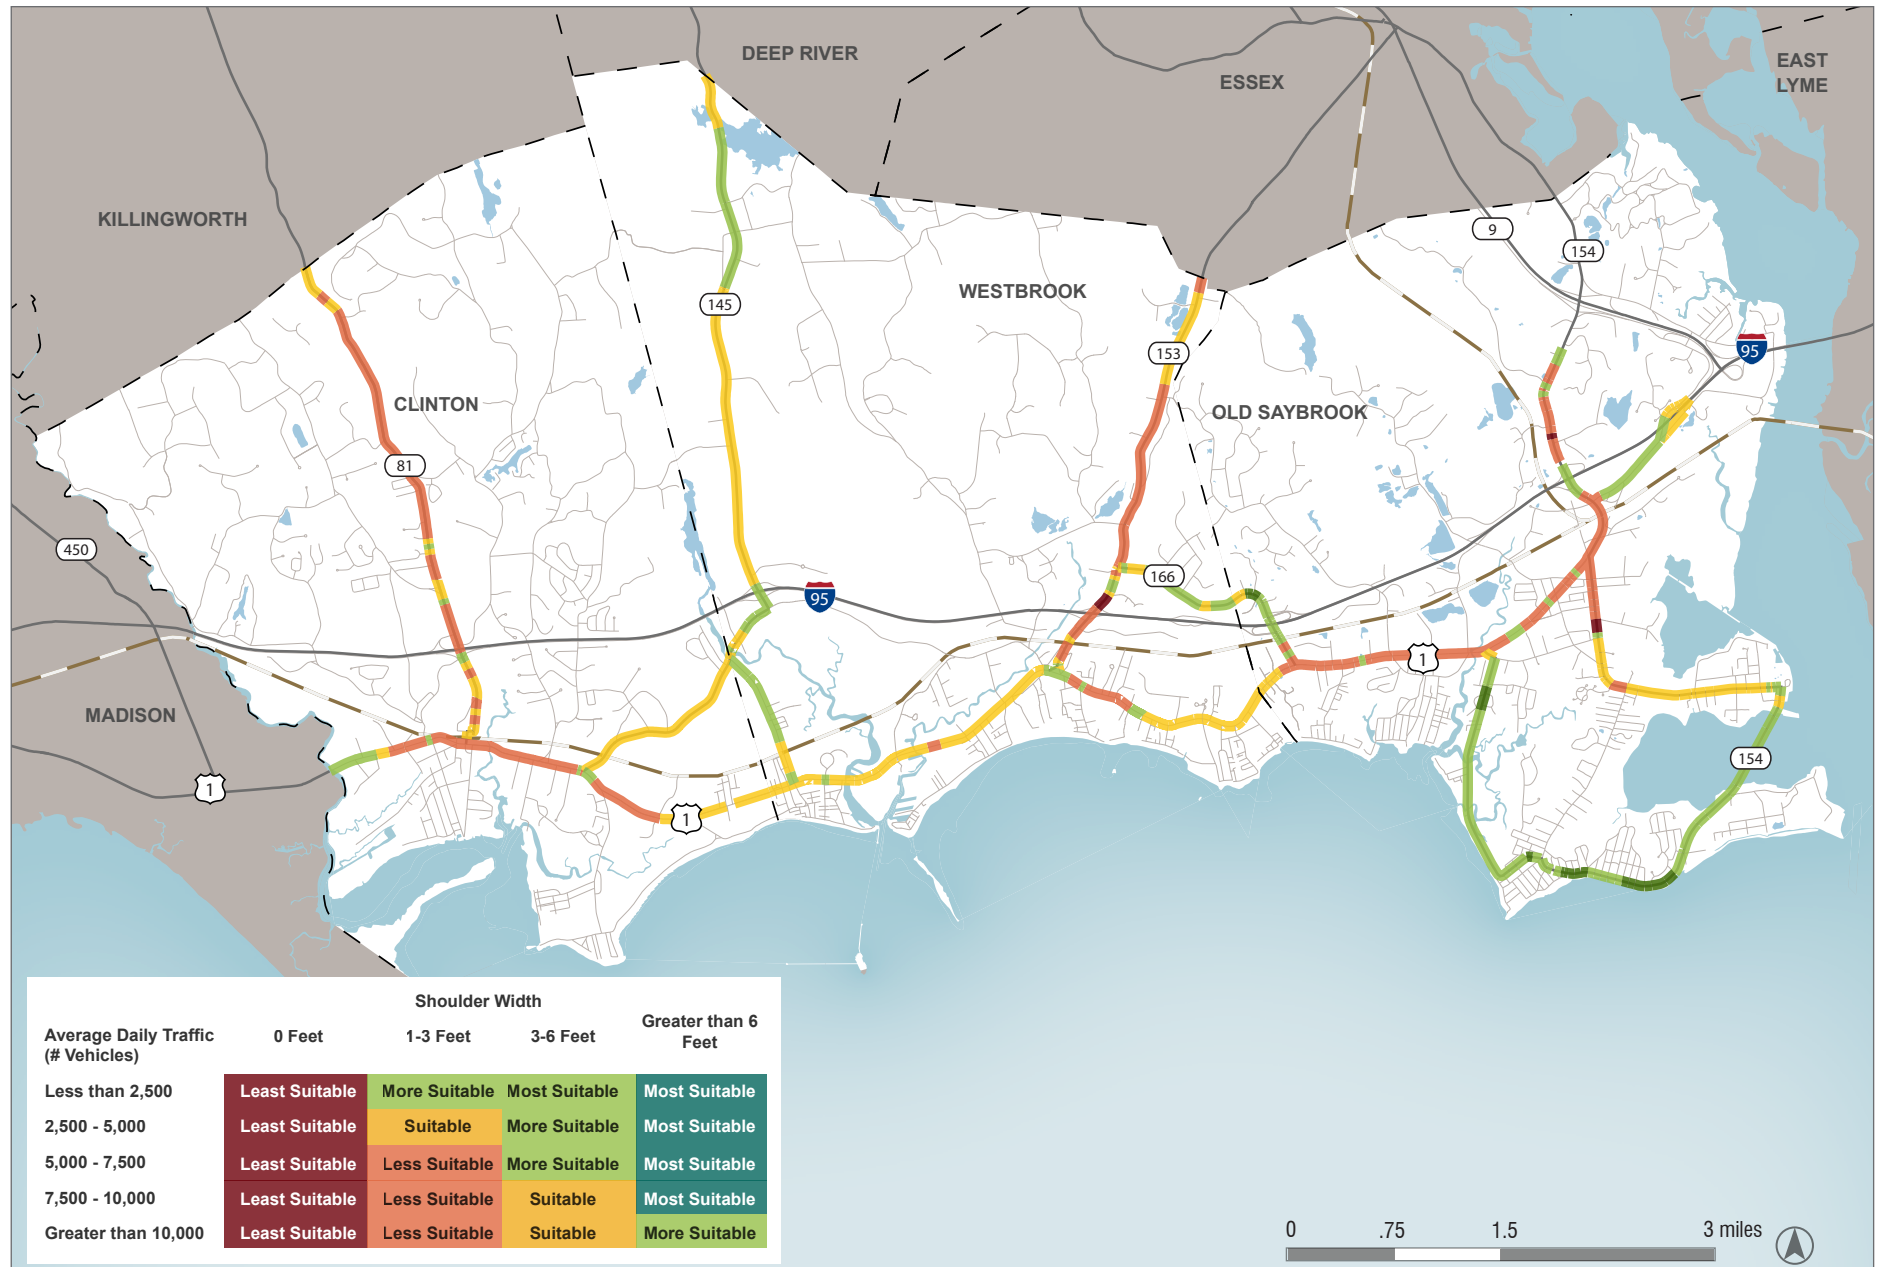 DEEP RIVER
ESSEX
EAST
LYME
KILLINGWORTH
9
154
WESTBROOK
145
95
153
CLINTON
OLD SAYBROOK
81
450
166
95
1
MADISON
154
1
1
Shoulder Width
Average Daily Traffic
(# Vehicles)
0 Feet
1-3 Feet
3-6 Feet
Greater than 6
Feet
Less than 2,500 Least Suitable More Suitable Most Suitable Most Suitable
2,500 - 5,000 Least Suitable Suitable More Suitable Most Suitable
5,000 - 7,500 Least Suitable Less Suitable More Suitable Most Suitable
7,500 - 10,000 Least Suitable Less Suitable Suitable Most Suitable
Greater than 10,000 Least Suitable Less Suitable Suitable More Suitable
0 .75 1.5 3 miles